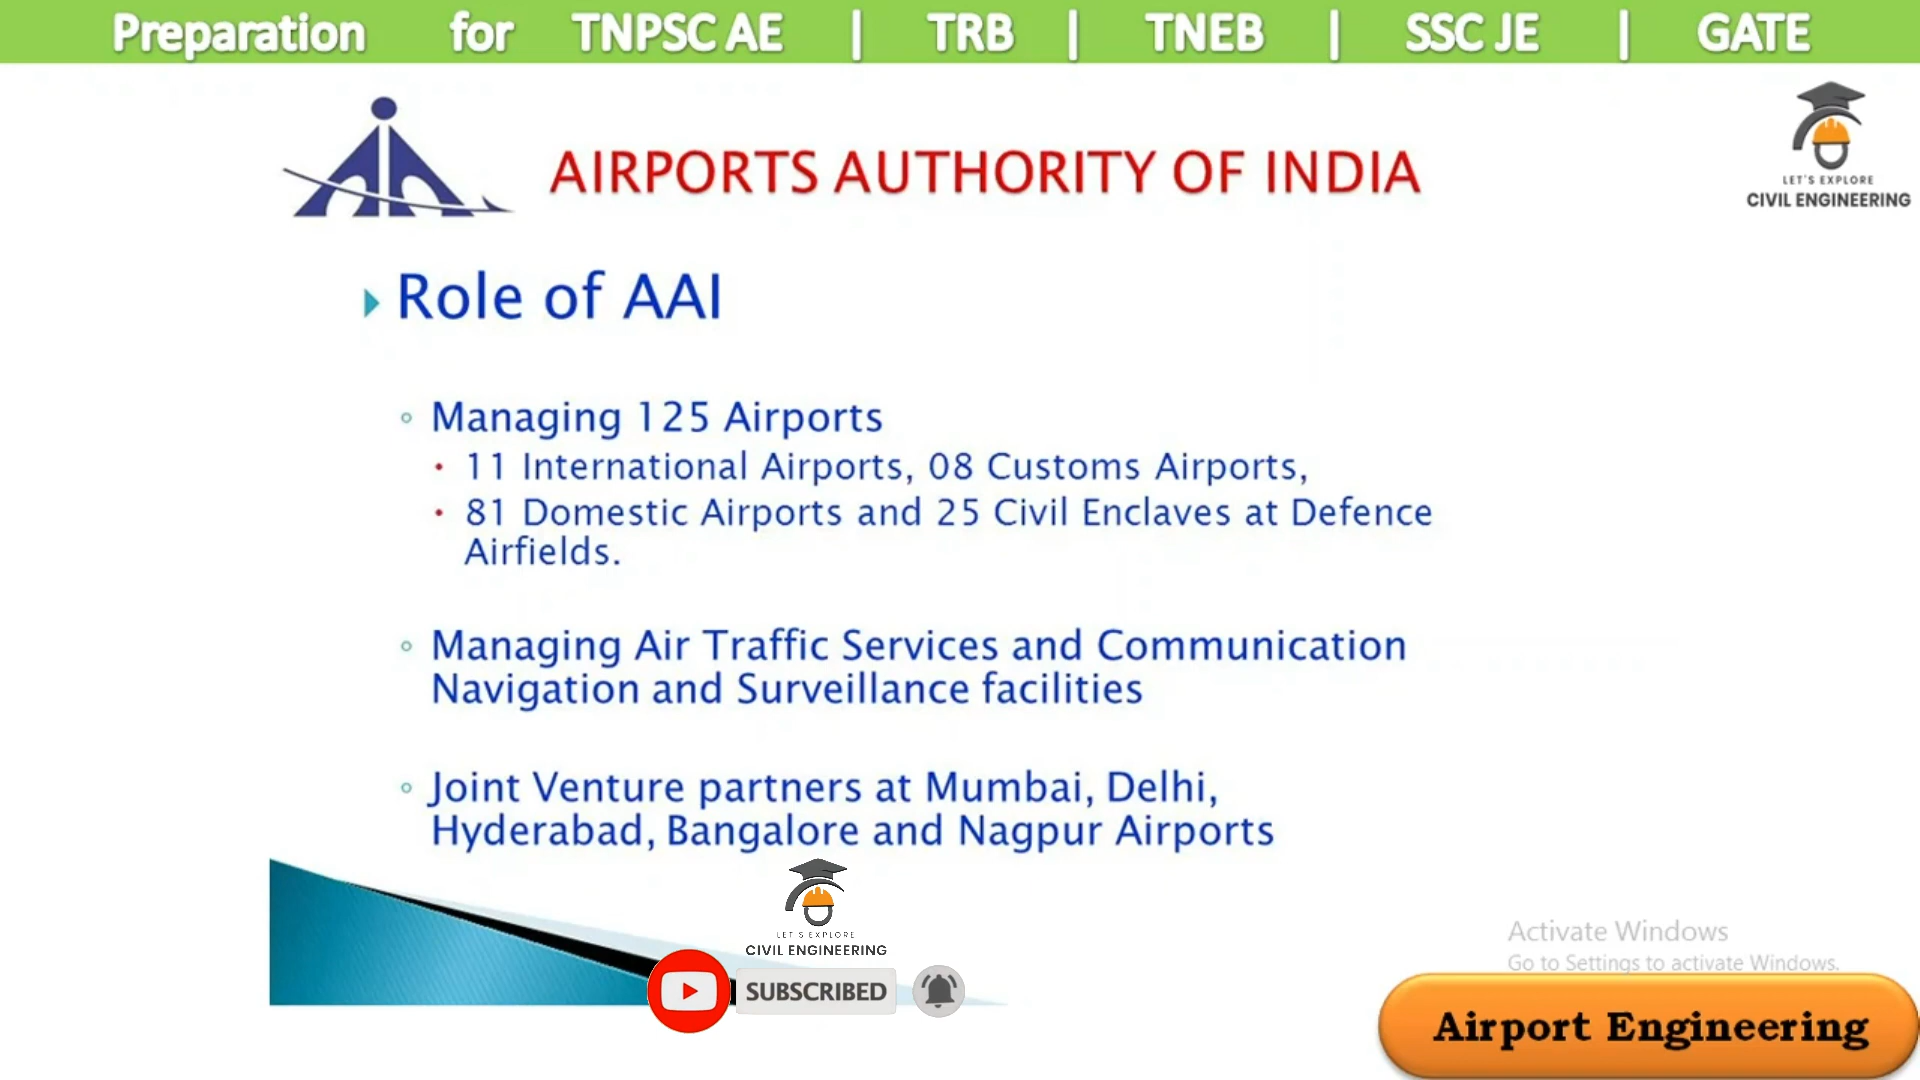 Preparation for TNPSC AE | TRB | TNEB | SSC JE | GATE
AIRPORTS AUTHORITY OF INDIA
LET'S EXPLORE
CIVIL ENGINEERING
Role of AAI
Managing 125 Airports
11 International Airports, 08 Customs Airports,
81 Domestic Airports and 25 Civil Enclaves at Defence
Airfields.
Managing Air Traffic Services and Communication
Navigation and Surveillance facilities
Joint Venture partners at Mumbai, Delhi,
Hyderabad, Bangalore and Nagpur Airports
LET'S EXPLORE
CIVIL ENGINEERING
SUBSCRIBED
Activate Windows
Go to Settings to activate Windows.
Airport Engineering